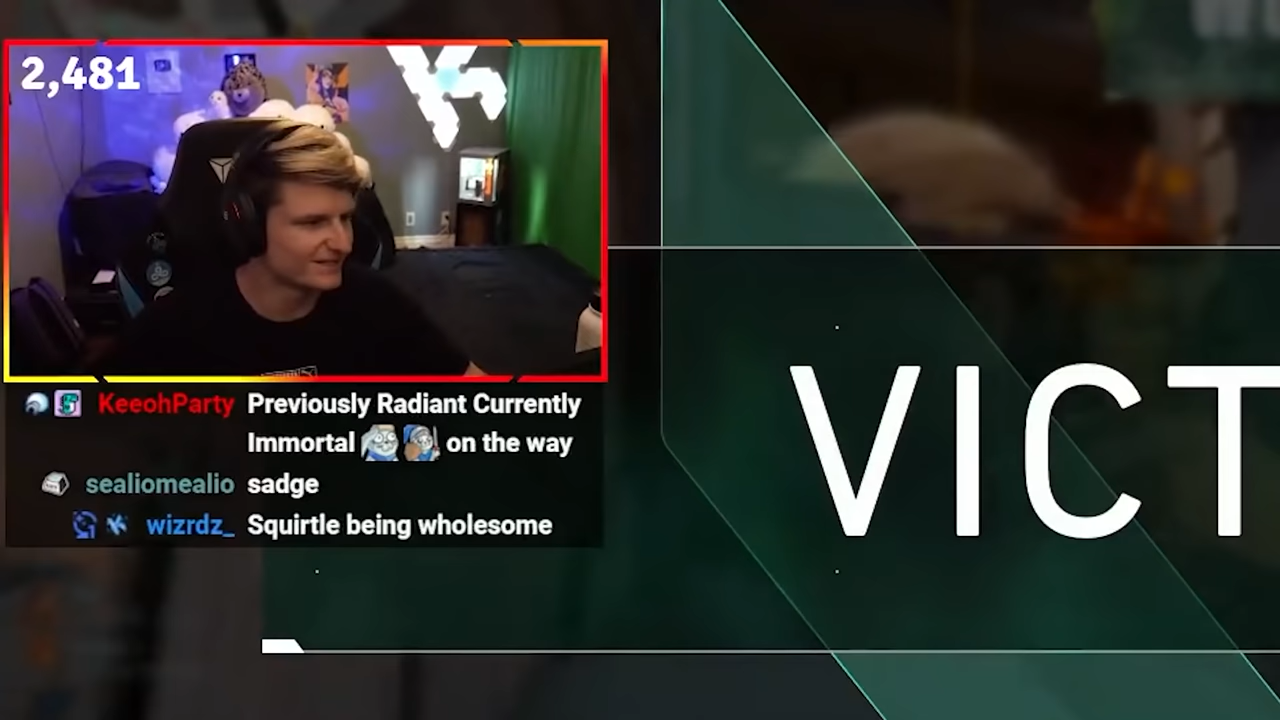 2,481
KeeohParty Previously Radiant Currently
Immortal on the way
sealiomealio sadge
wizrdz_ Squirtle being wholesome
VICT